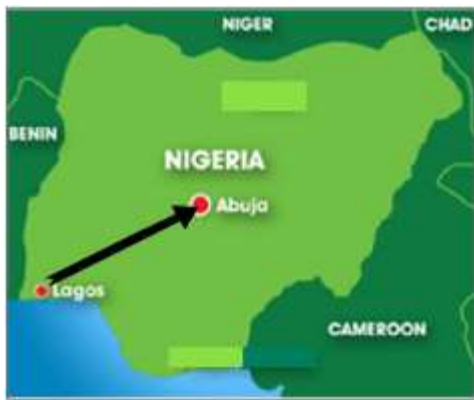 NIGER
CHAD
BENIN
NIGERIA
Abuja
Lagos
CAMEROON